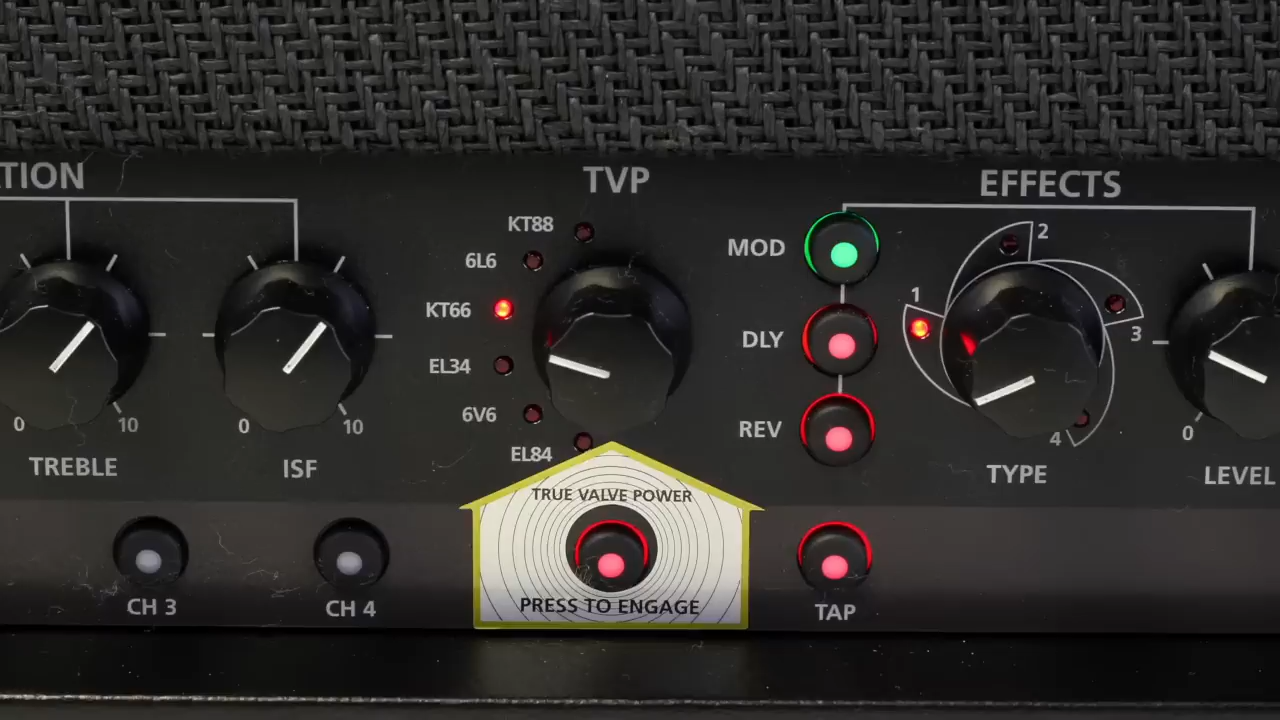 TION
TVP
EFFECTS
KT88
6L6
KT66
EL34
6V6
EL84
MOD
DLY
REV
1
2
3
4
0
10
0
10
0
TREBLE
ISF
TYPE
LEVEL
TRUE VALVE POWER
PRESS TO ENGAGE
CH 3
CH 4
TAP